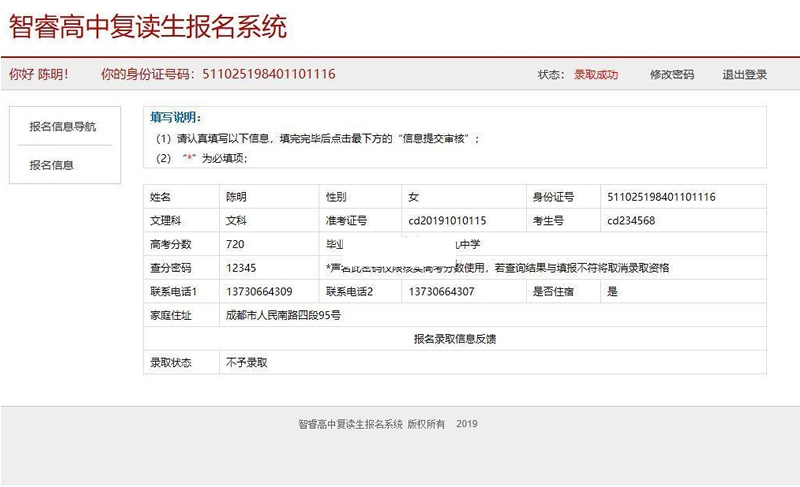 智睿高中复读生报名系统
你好 陈明！ 你的身份证号码：511025198401101116 状态： 录取成功 修改密码 退出登录
报名信息导航
报名信息
填写说明：
（1）请认真填写以下信息，填完完毕后点击最下方的“信息提交审核”；
（2） “*”为必填项；
姓名 陈明 性别 女 身份证号 511025198401101116
文理科 文科 准考证号 cd20191010115 考生号 cd234568
高考分数 720 毕业 九中学
查分密码 12345 *声名此密码仅限核实高考分数使用，若查询结果与填报不符将取消录取资格
联系电话1 13730664309 联系电话2 13730664307 是否住宿 是
家庭住址 成都市人民南路四段95号
报名录取信息反馈
录取状态 不予录取
智睿高中复读生报名系统 版权所有 2019